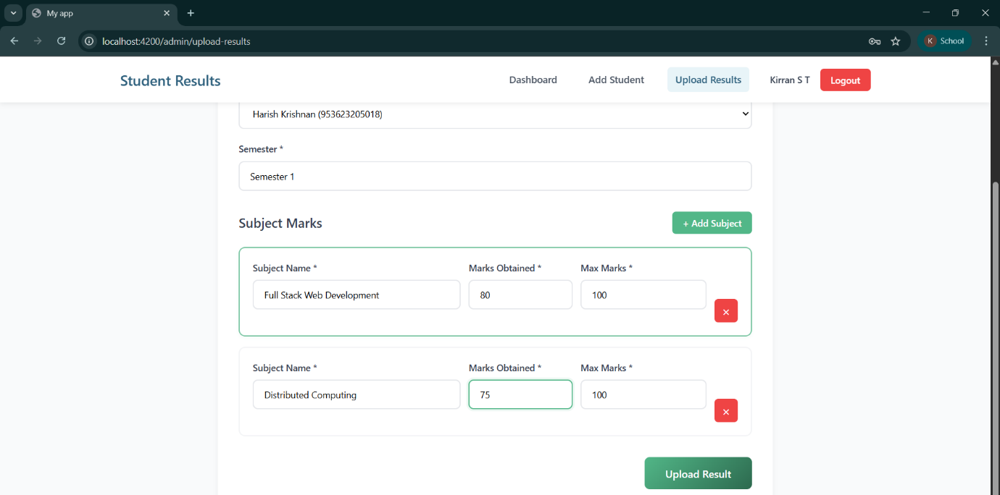 My app
localhost:4200/admin/upload-results
K School
Student Results
Dashboard
Add Student
Upload Results
Kirran S T
Logout
Harish Krishnan (953623205018)
Semester *
Semester 1
Subject Marks
+ Add Subject
Subject Name * Marks Obtained * Max Marks *
Full Stack Web Development 80 100
×
Subject Name * Marks Obtained * Max Marks *
Distributed Computing 75 100
×
Upload Result